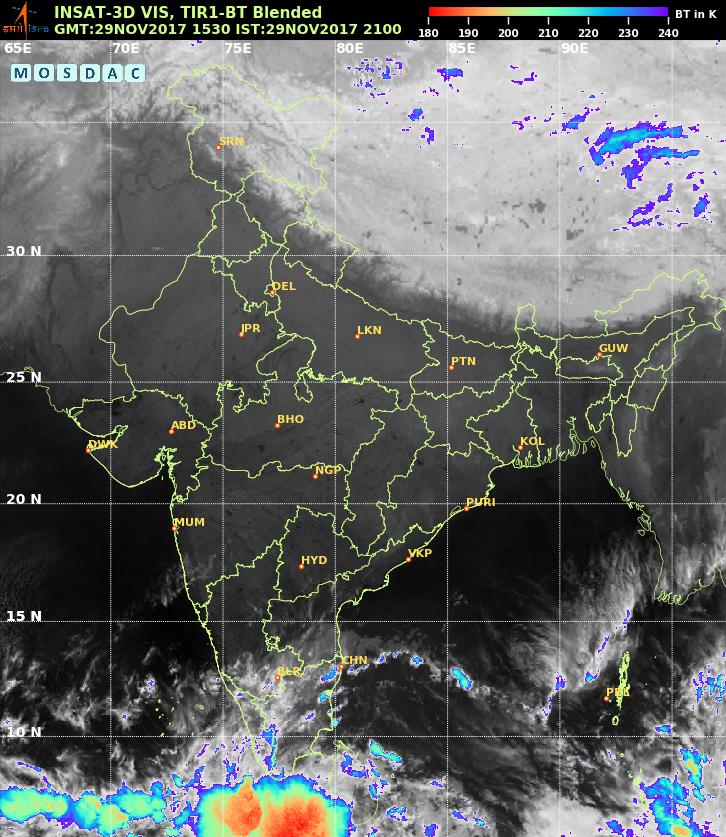 INSAT-3D VIS, TIR1-BT Blended
GMT:29NOV2017 1530 IST:29NOV2017 2100
BT in K
180 190 200 210 220 230 240
65E 70E 75E 80E 85E 90E
MOSDAC
SRN
30 N
DEL
JPR
LKN
GUW
PTN
25 N
ABD
BHO
DWK
KOL
NGP
20 N
PURI
MUM
VKP
HYD
15 N
CHN
BLR
PBL
10 N